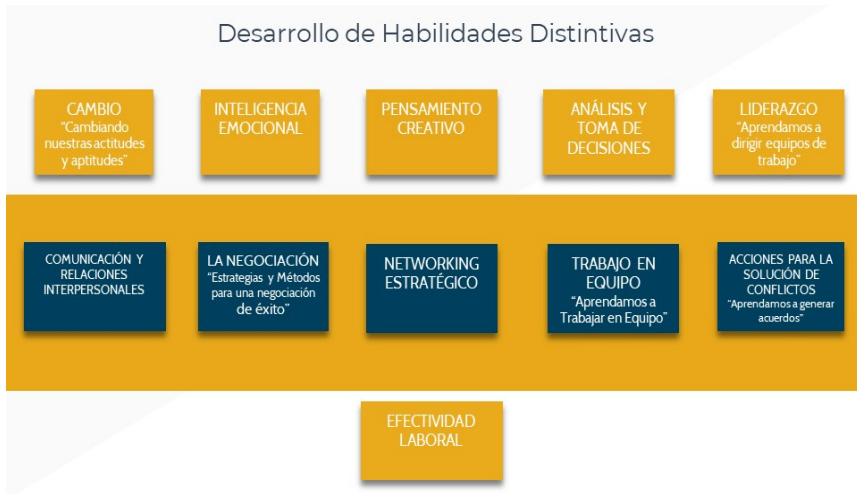 Desarrollo de Habilidades Distintivas
CAMBIO
"Cambiando
nuestras actitudes
y aptitudes"
INTELIGENCIA
EMOCIONAL
PENSAMIENTO
CREATIVO
ANÁLISIS Y
TOMA DE
DECISIONES
LIDERAZGO
"Aprendamos a
dirigir equipos de
trabajo"
COMUNICACIÓN Y
RELACIONES
INTERPERSONALES
LA NEGOCIACIÓN
"Estrategias y Métodos
para una negociación
de éxito"
NETWORKING
ESTRATÉGICO
TRABAJO EN
EQUIPO
"Aprendamos a
Trabajar en Equipo"
ACCIONES PARA LA
SOLUCIÓN DE
CONFLICTOS
"Aprendamos a generar
acuerdos"
EFECTIVIDAD
LABORAL